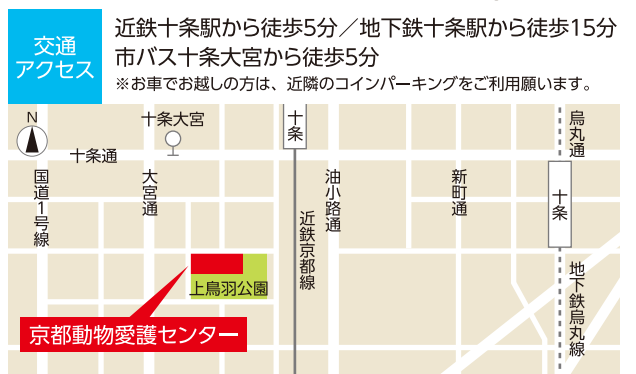 交通
アクセス
近鉄十条駅から徒歩5分／地下鉄十条駅から徒歩15分
市バス十条大宮から徒歩5分
※お車でお越しの方は、近隣のコインパーキングをご利用願います。
N
十条大宮
十条
烏丸通
十条通
国道1号線
大宮通
油小路通
新町通
十条
近鉄京都線
地下鉄烏丸線
上鳥羽公園
京都動物愛護センター